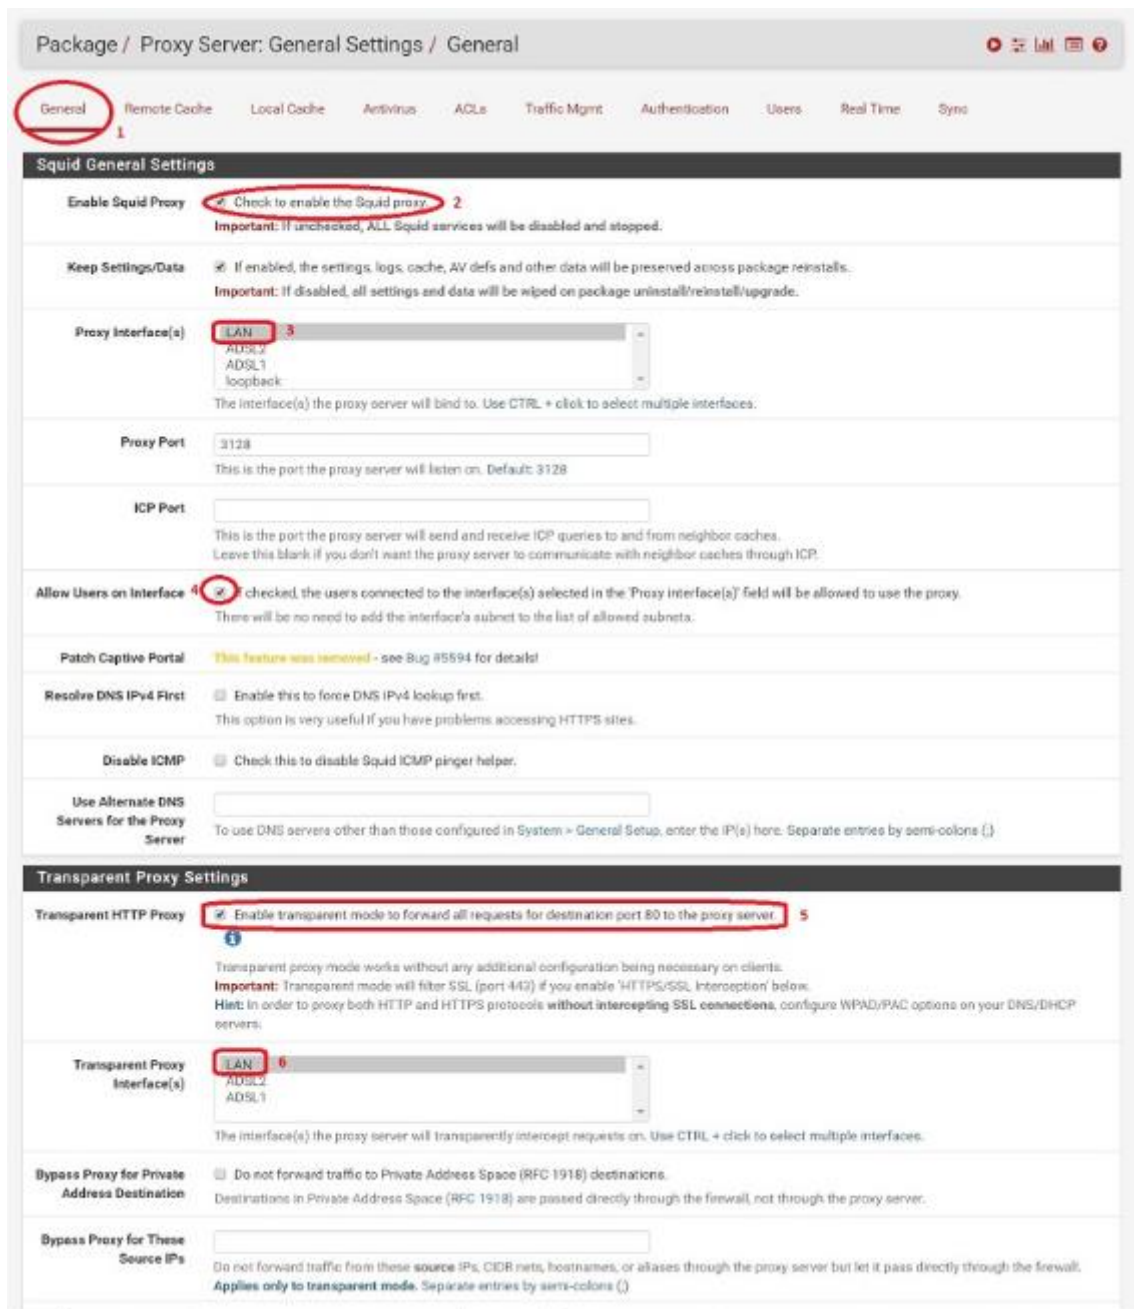 Package / Proxy Server: General Settings / General
General Remote Cache Local Cache Antivirus ACLs Traffic Mgmt Authentication Users Real Time Sync
1
Squid General Settings
Enable Squid Proxy Check to enable the Squid proxy. 2
Important: If unchecked, ALL Squid services will be disabled and stopped.
Keep Settings/Data If enabled, the settings, logs, cache, AV defs and other data will be preserved across package reinstalls.
Important: If disabled, all settings and data will be wiped on package uninstall/reinstall/upgrade.
Proxy Interface(s) LAN 3
ADSL2
ADSL1
loopback
The interface(s) the proxy server will bind to. Use CTRL + click to select multiple interfaces.
Proxy Port 3128
This is the port the proxy server will listen on. Default: 3128
ICP Port
This is the port the proxy server will send and receive ICP queries to and from neighbor caches.
Leave this blank if you don't want the proxy server to communicate with neighbor caches through ICP.
Allow Users on Interface 4 If checked, the users connected to the interface(s) selected in the 'Proxy interface(s)' field will be allowed to use the proxy.
There will be no need to add the interface's subnet to the list of allowed subnets.
Patch Captive Portal This feature was removed - see Bug #5594 for details!
Resolve DNS IPv4 First Enable this to force DNS IPv4 lookup first.
This option is very useful if you have problems accessing HTTPS sites.
Disable ICMP Check this to disable Squid ICMP pinger helper.
Use Alternate DNS
Servers for the Proxy
Server
To use DNS servers other than those configured in System > General Setup, enter the IP(s) here. Separate entries by semi-colons (;)
Transparent Proxy Settings
Transparent HTTP Proxy Enable transparent mode to forward all requests for destination port 80 to the proxy server. 5
Transparent proxy mode works without any additional configuration being necessary on clients.
Important: Transparent mode will filter SSL (port 443) if you enable 'HTTPS/SSL Interception' below.
Hint: In order to proxy both HTTP and HTTPS protocols without intercepting SSL connections, configure WPAD/PAC options on your DNS/DHCP
servers.
Transparent Proxy
Interface(s)
LAN 6
ADSL2
ADSL1
The interface(s) the proxy server will transparently intercept requests on. Use CTRL + click to select multiple interfaces.
Bypass Proxy for Private
Address Destination
Do not forward traffic to Private Address Space (RFC 1918) destinations.
Destinations in Private Address Space (RFC 1918) are passed directly through the firewall, not through the proxy server.
Bypass Proxy for These
Source IPs
Do not forward traffic from these source IPs, CIDR nets, hostnames, or aliases through the proxy server but let it pass directly through the firewall.
Applies only to transparent mode. Separate entries by semi-colons (;)